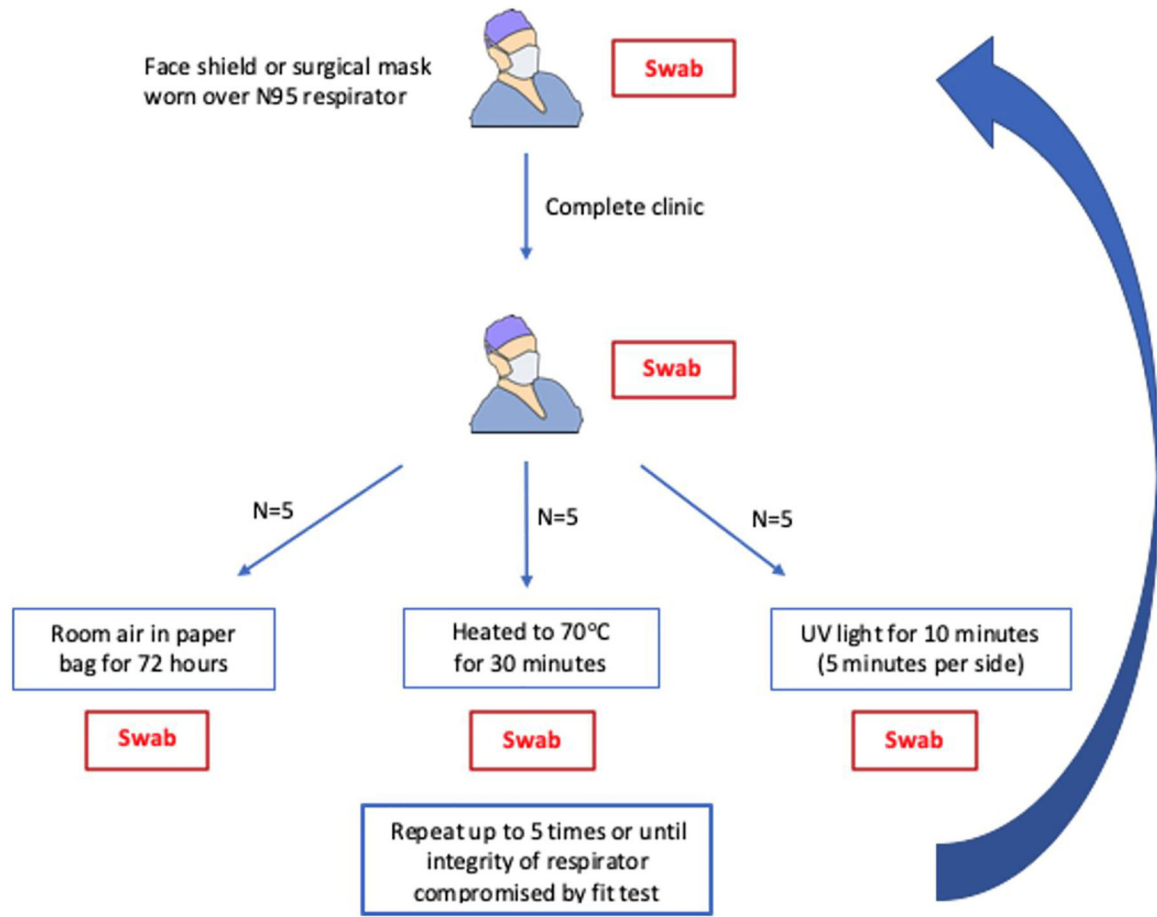 Face shield or surgical mask
worn over N95 respirator
Swab
Complete clinic
Swab
N=5
N=5
N=5
Room air in paper
bag for 72 hours
Heated to 70°C
for 30 minutes
UV light for 10 minutes
(5 minutes per side)
Swab
Swab
Swab
Repeat up to 5 times or until
integrity of respirator
compromised by fit test